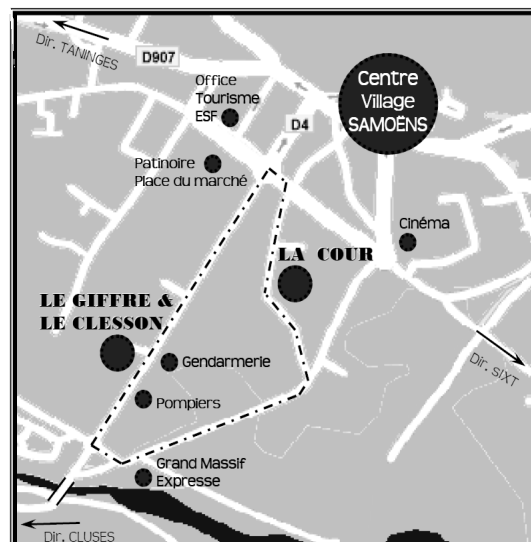 Dir. TANINGES
D907
Office
Tourisme
ESF
D4
Centre
Village
SAMOËNS
Patinoire
Place du marché
Cinéma
LA COUR
LE GIFFRE &
LE CLESSON
Gendarmerie
Dir. SIXT
Pompiers
Grand Massif
Expresse
Dir. CLUSES